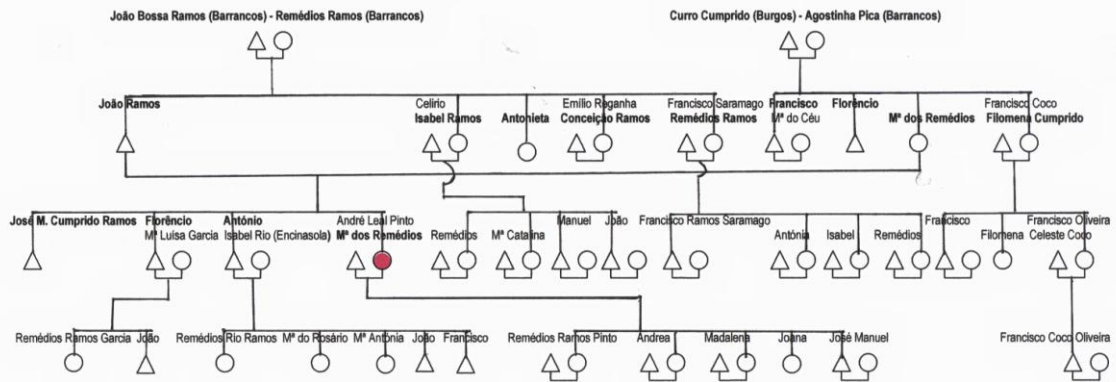 João Bossa Ramos (Barrancos) - Remédios Ramos (Barrancos)
Curro Cumprido (Burgos) - Agostinha Pica (Barrancos)
João Ramos
Celirio
Isabel Ramos
Antonieta
Emílio Reganha
Conceição Ramos
Francisco Saramago
Remédios Ramos
Francisco
Mª do Céu
Florêncio
Mª dos Remédios
Francisco Coco
Filomena Cumprido
José M. Cumprido Ramos
Florêncio
Mª Luisa Garcia
António
Isabel Rio (Encinasola)
André Leal Pinto
Mª dos Remédios
Remédios
Mª Catalina
Manuel
João
Francisco Ramos Saramago
Antónia
Isabel
Remédios
Francisco
Filomena
Francisco Oliveira
Celeste Coco
Remédios Ramos Garcia
João
Remédios Rio Ramos
Mª do Rosário
Mª Antónia
João
Francisco
Remédios Ramos Pinto
Andrea
Madalena
Joana
José Manuel
Francisco Coco Oliveira